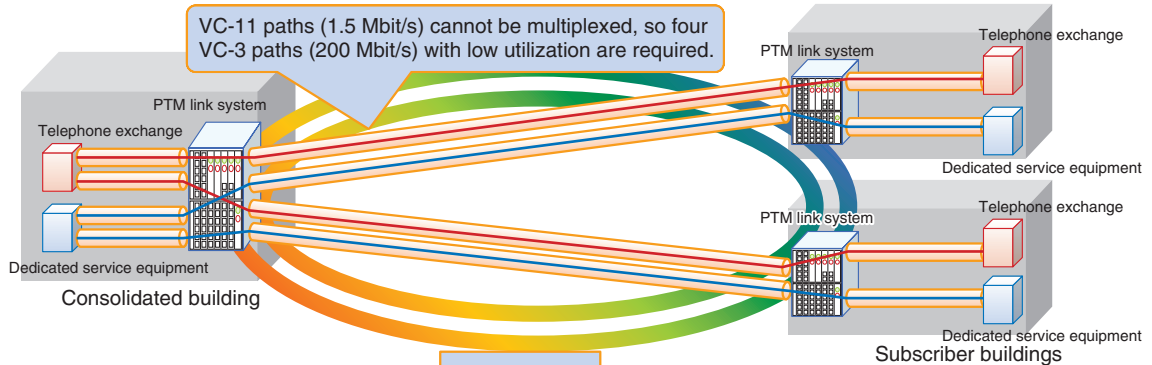 VC-11 paths (1.5 Mbit/s) cannot be multiplexed, so four
VC-3 paths (200 Mbit/s) with low utilization are required.
PTM link system
Telephone exchange
Dedicated service equipment
Consolidated building
PTM link system
Telephone exchange
Dedicated service equipment
PTM link system
Telephone exchange
Dedicated service equipment
Subscriber buildings